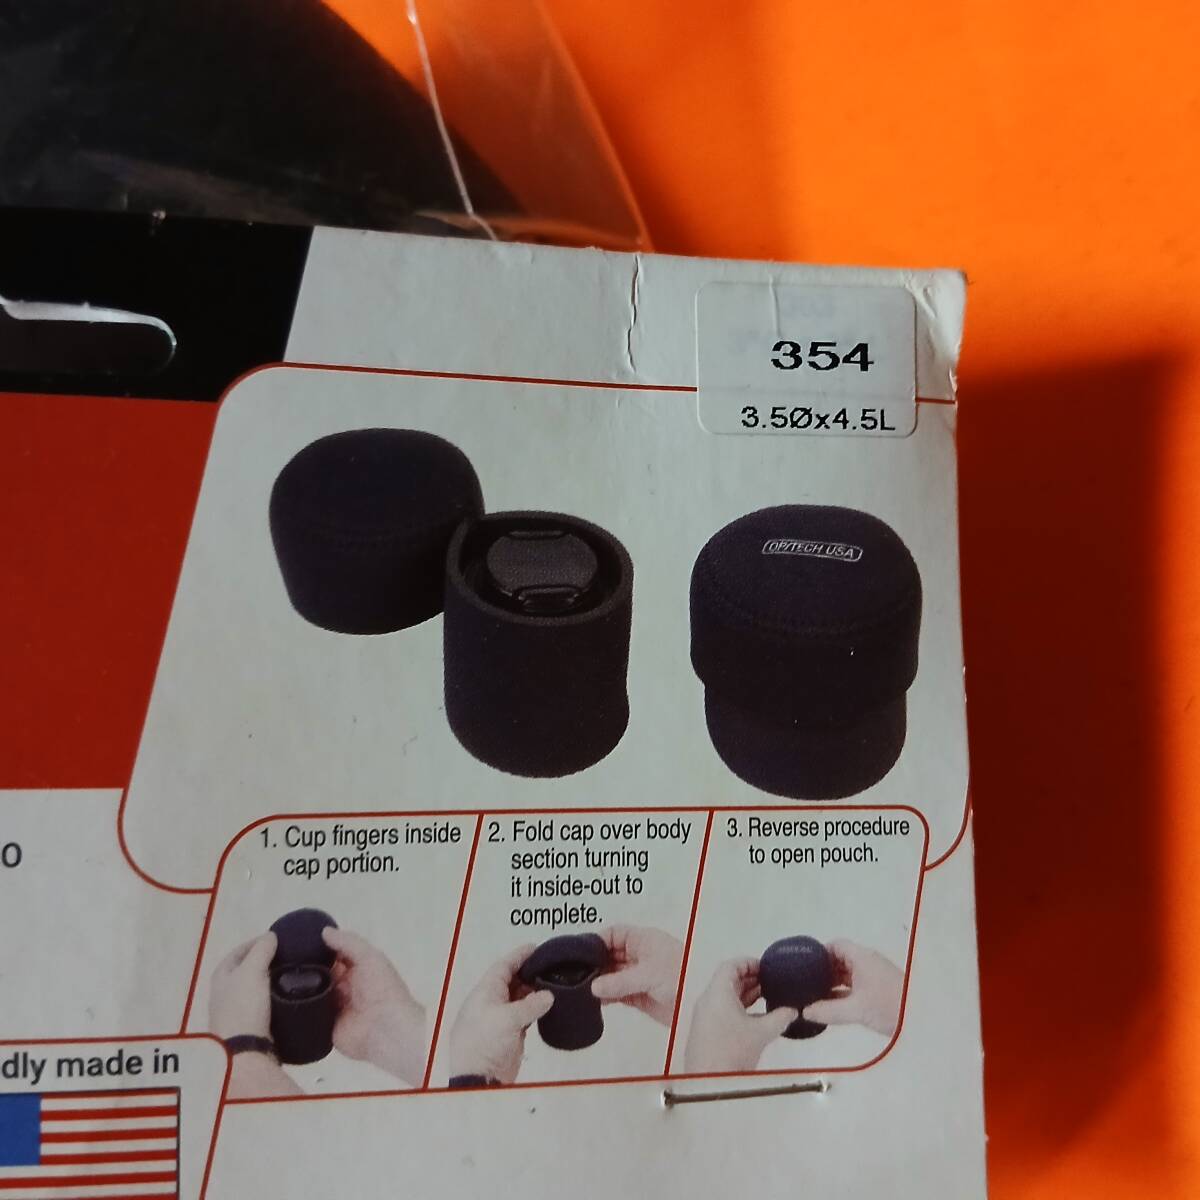 354
3.5Øx4.5L
OP/TECH USA
1. Cup fingers inside
cap portion.
2. Fold cap over body
section turning
it inside-out to
complete.
3. Reverse procedure
to open pouch.
o
dly made in